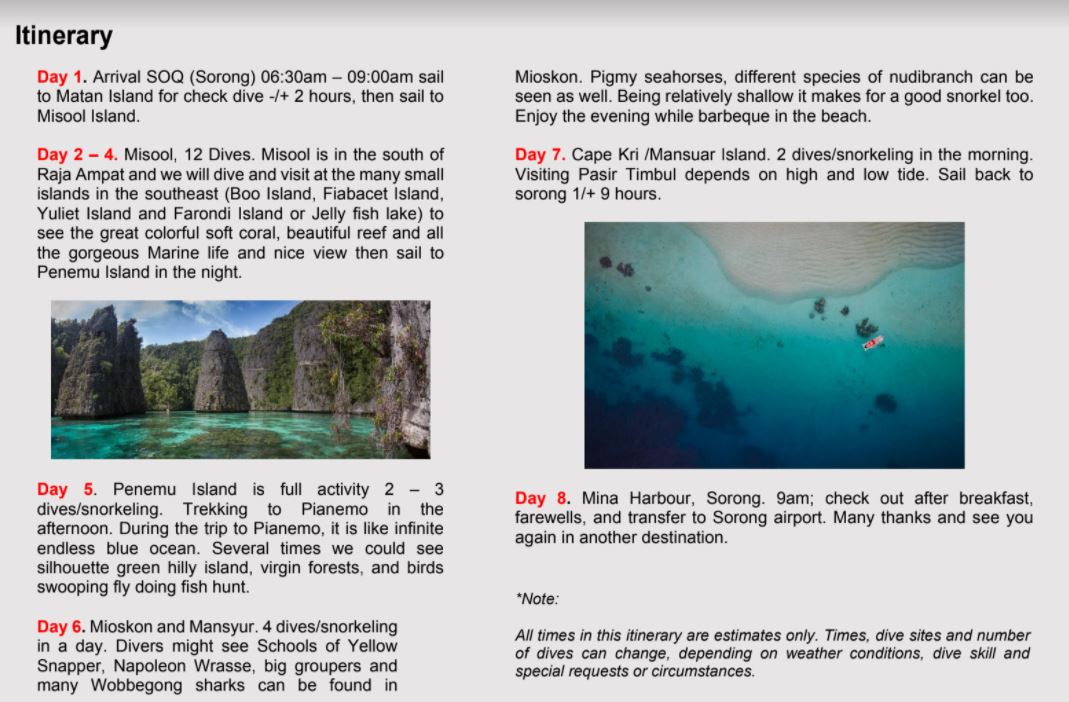 Itinerary
Day 1. Arrival SOQ (Sorong) 06:30am – 09:00am sail
to Matan Island for check dive -/+ 2 hours, then sail to
Misool Island.
Day 2 – 4. Misool, 12 Dives. Misool is in the south of
Raja Ampat and we will dive and visit at the many small
islands in the southeast (Boo Island, Fiabacet Island,
Yuliet Island and Farondi Island or Jelly fish lake) to
see the great colorful soft coral, beautiful reef and all
the gorgeous Marine life and nice view then sail to
Penemu Island in the night.
Day 5. Penemu Island is full activity 2 – 3
dives/snorkeling. Trekking to Pianemo in the
afternoon. During the trip to Pianemo, it is like infinite
endless blue ocean. Several times we could see
silhouette green hilly island, virgin forests, and birds
swooping fly doing fish hunt.
Day 6. Mioskon and Mansyur. 4 dives/snorkeling
in a day. Divers might see Schools of Yellow
Snapper, Napoleon Wrasse, big groupers and
many Wobbegong sharks can be found in
Mioskon. Pigmy seahorses, different species of nudibranch can be
seen as well. Being relatively shallow it makes for a good snorkel too.
Enjoy the evening while barbeque in the beach.
Day 7. Cape Kri /Mansuar Island. 2 dives/snorkeling in the morning.
Visiting Pasir Timbul depends on high and low tide. Sail back to
sorong 1/+ 9 hours.
Day 8. Mina Harbour, Sorong. 9am; check out after breakfast,
farewells, and transfer to Sorong airport. Many thanks and see you
again in another destination.
*Note:
All times in this itinerary are estimates only. Times, dive sites and number
of dives can change, depending on weather conditions, dive skill and
special requests or circumstances.